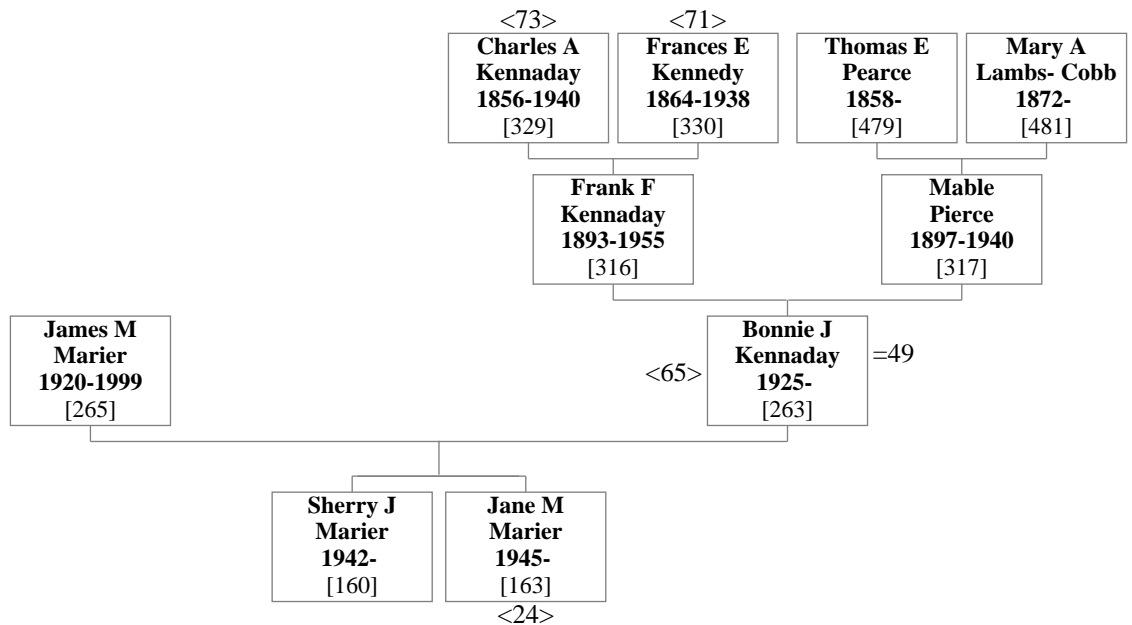 <73>
<71>
Charles A
Kennaday
1856-1940
[329]
Frances E
Kennedy
1864-1938
[330]
Thomas E
Pearce
1858-
[479]
Mary A
Lambs- Cobb
1872-
[481]
Frank F
Kennaday
1893-1955
[316]
Mable
Pierce
1897-1940
[317]
James M
Marier
1920-1999
[265]
<65>
Bonnie J
Kennaday
1925-
[263]
=49
Sherry J
Marier
1942-
[160]
Jane M
Marier
1945-
[163]
<24>